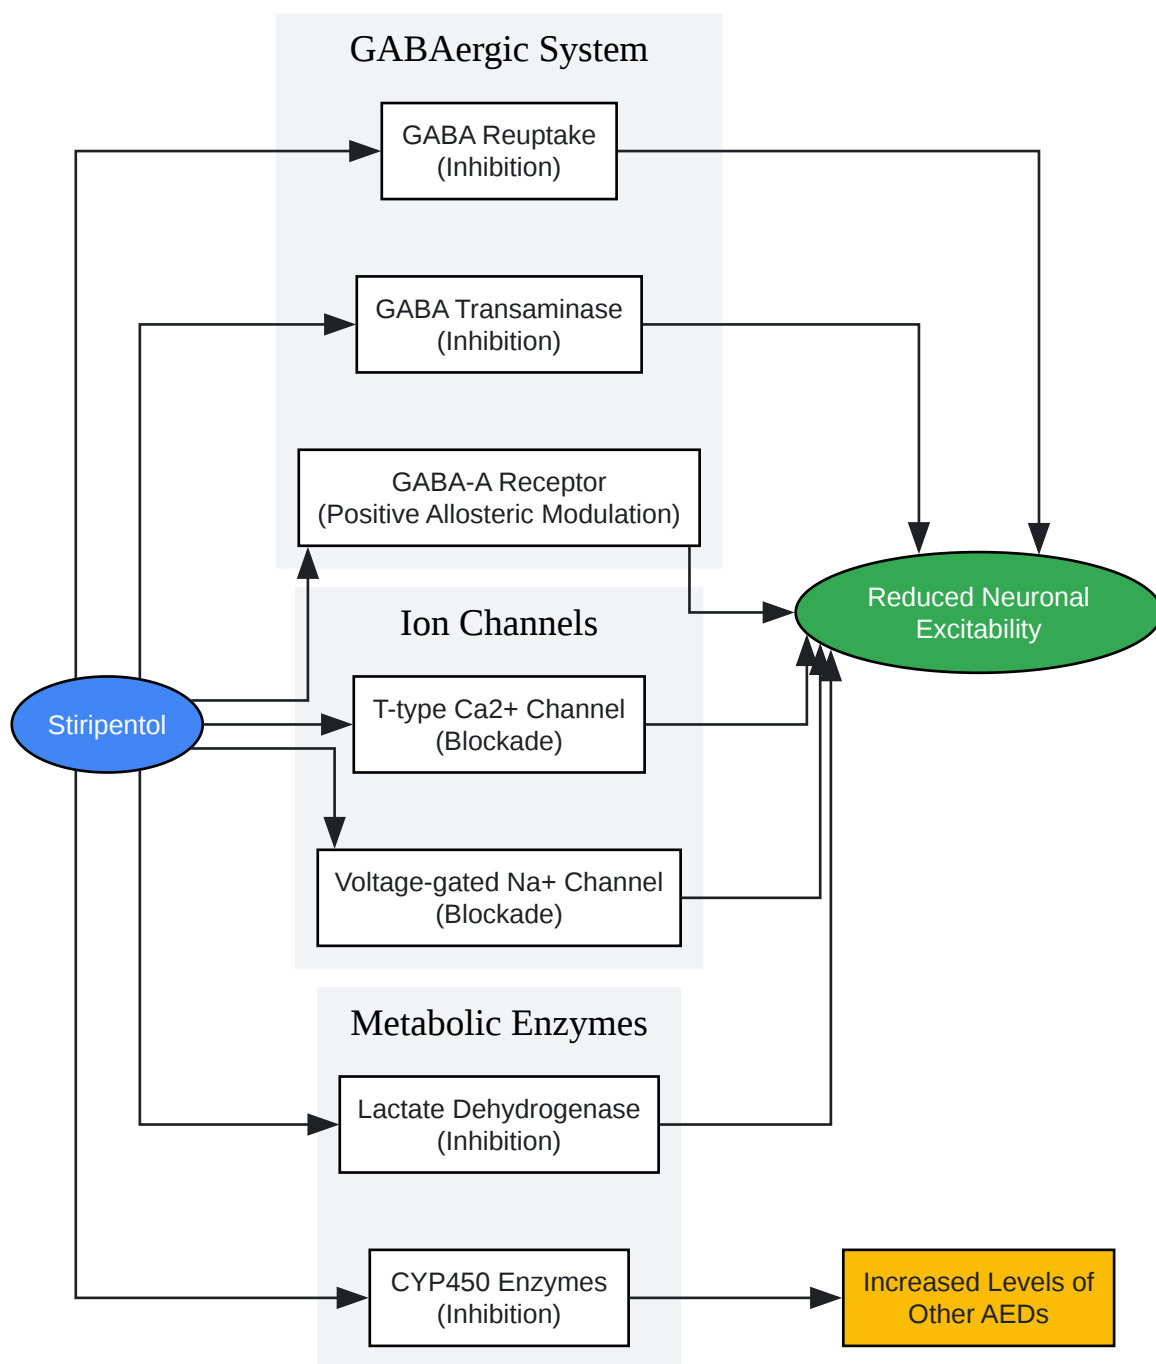 GABAergic System
GABA Reuptake
(Inhibition)
GABA Transaminase
(Inhibition)
GABA-A Receptor
(Positive Allosteric Modulation)
Reduced Neuronal
Excitability
Ion Channels
Stiripentol
T-type Ca2+ Channel
(Blockade)
Voltage-gated Na+ Channel
(Blockade)
Metabolic Enzymes
Lactate Dehydrogenase
(Inhibition)
CYP450 Enzymes
(Inhibition)
Increased Levels of
Other AEDs